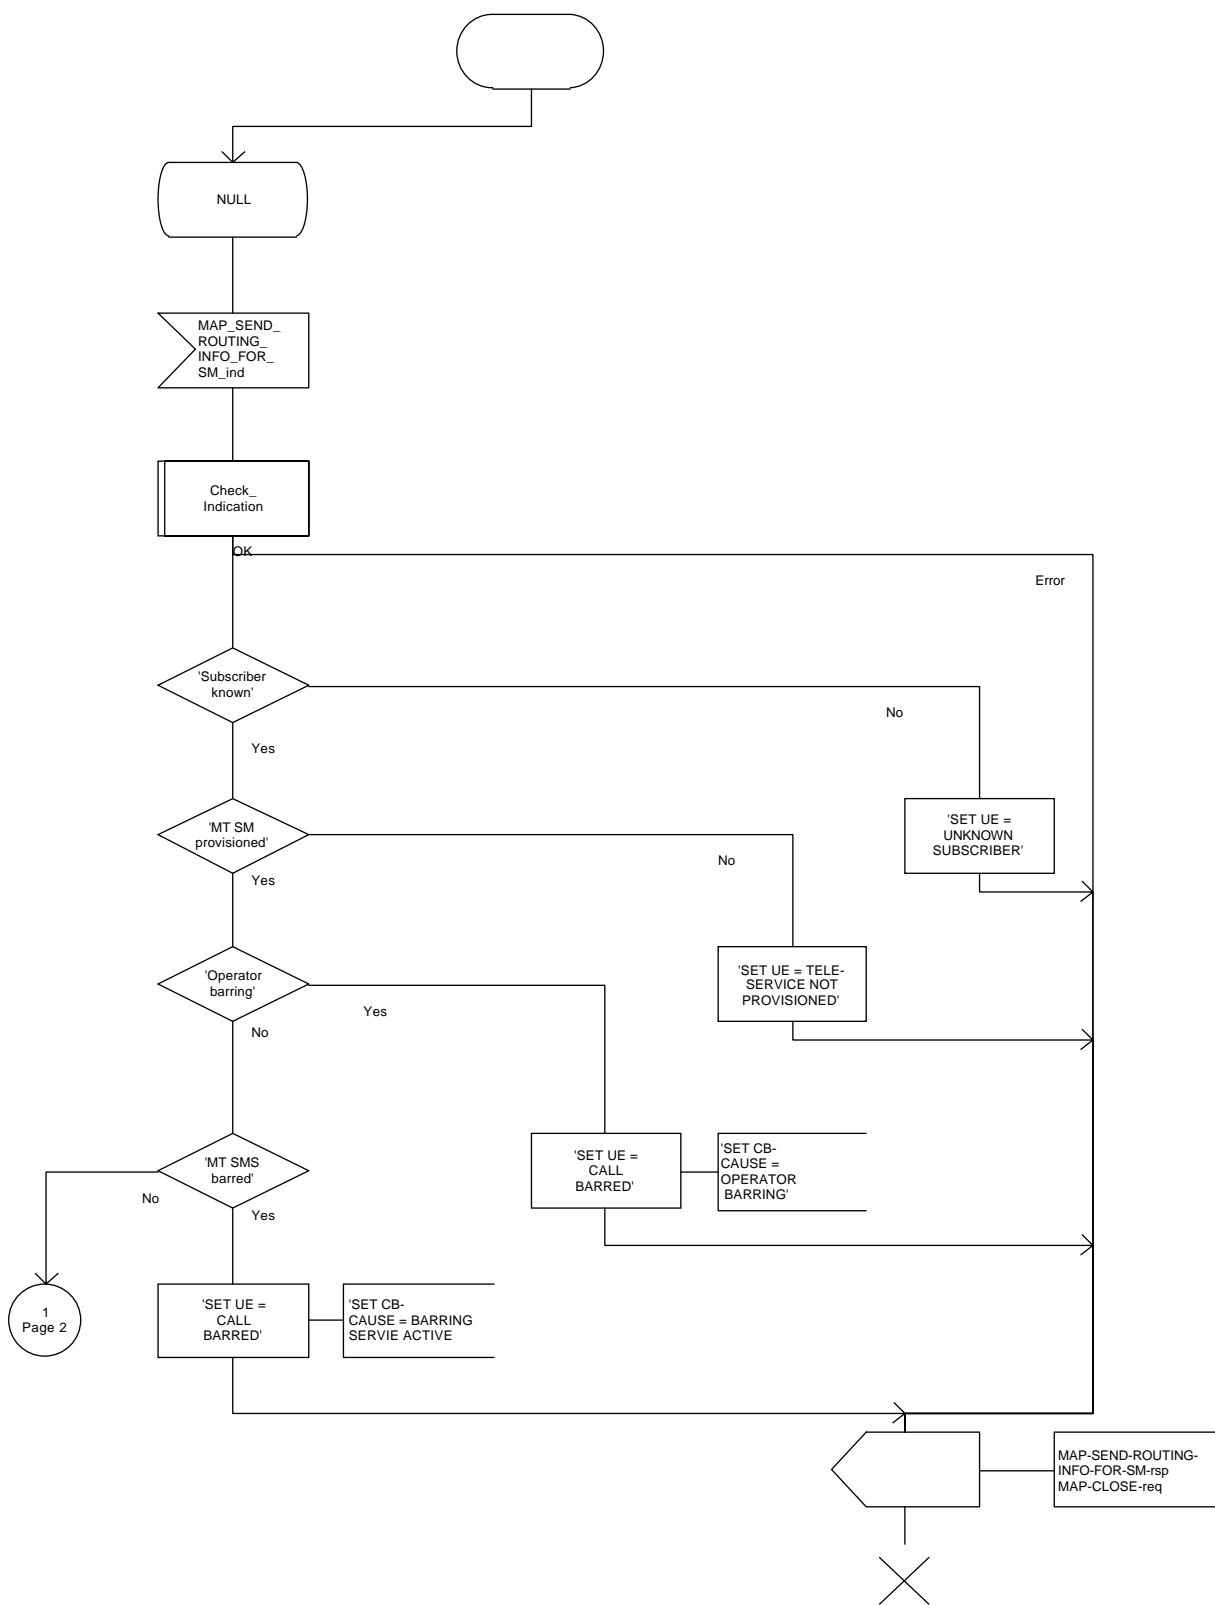 NULL
MAP_SEND_
ROUTING_
INFO_FOR_
SM_ind
Check_
Indication
OK
Error
'Subscriber
known'
No
Yes
'MT SM
provisioned'
No
Yes
'SET UE =
UNKNOWN
SUBSCRIBER'
'Operator
barring'
Yes
No
'SET UE = TELE-
SERVICE NOT
PROVISIONED'
'MT SMS
barred'
No
Yes
'SET UE =
CALL
BARRED'
'SET CB-
CAUSE =
OPERATOR
BARRING'
1
Page 2
'SET UE =
CALL
BARRED'
'SET CB-
CAUSE = BARRING
SERVIE ACTIVE
MAP-SEND-ROUTING-
INFO-FOR-SM-rsp
MAP-CLOSE-req